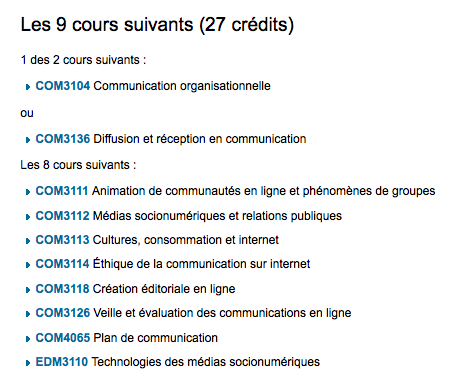 Les 9 cours suivants (27 crédits)
1 des 2 cours suivants :
COM3104 Communication organisationnelle
ou
COM3136 Diffusion et réception en communication
Les 8 cours suivants :
COM3111 Animation de communautés en ligne et phénomènes de groupes
COM3112 Médias socionumériques et relations publiques
COM3113 Cultures, consommation et internet
COM3114 Éthique de la communication sur internet
COM3118 Création éditoriale en ligne
COM3126 Veille et évaluation des communications en ligne
COM4065 Plan de communication
EDM3110 Technologies des médias socionumériques